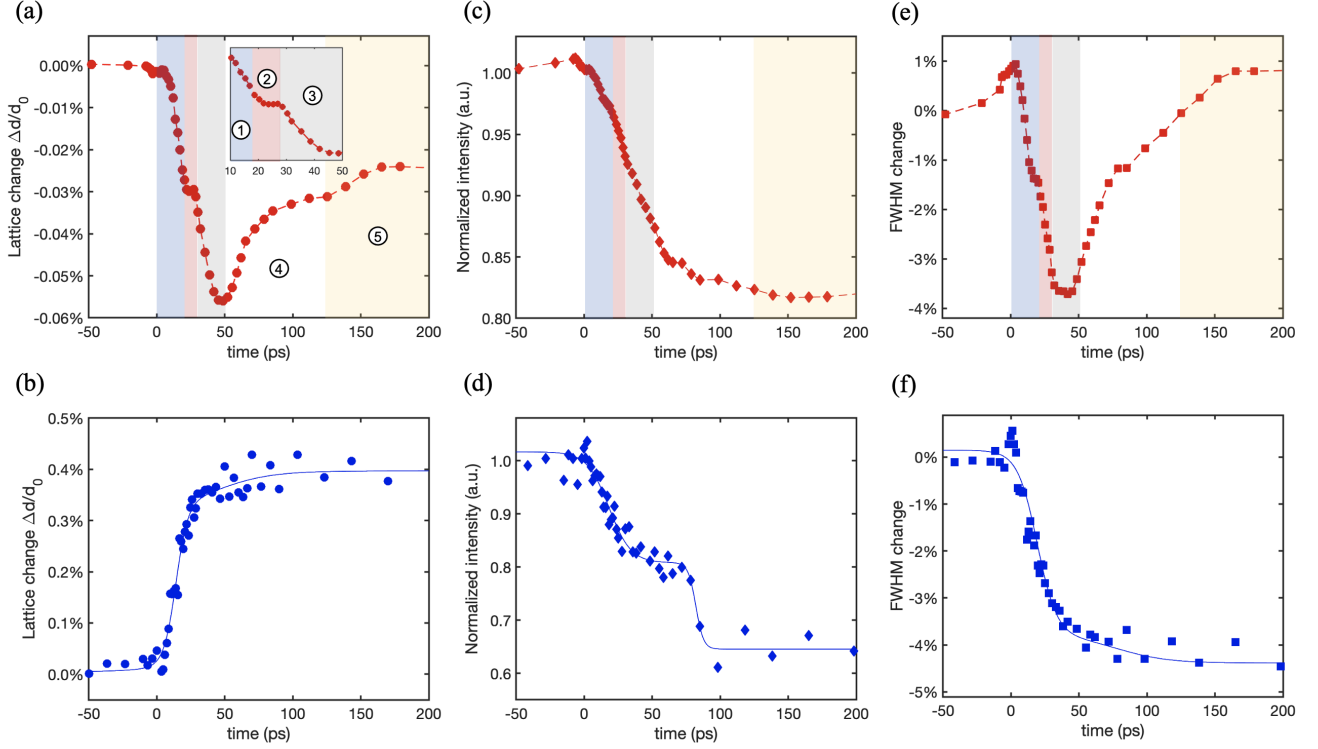 (a)
Lattice change Δd/d0
0.00%
-0.01%
-0.02%
-0.03%
-0.04%
-0.05%
-0.06%
-50 0 50 100 150 200
time (ps)
1
2
3
10 20 30 40 50
4
5
(c)
Normalized intensity (a.u.)
1.00
0.95
0.90
0.85
0.80
-50 0 50 100 150 200
time (ps)
(e)
FWHM change
1%
0%
-1%
-2%
-3%
-4%
-50 0 50 100 150 200
time (ps)
(b)
Lattice change Δd/d0
0.5%
0.4%
0.3%
0.2%
0.1%
0.0%
-50 0 50 100 150 200
time (ps)
(d)
Normalized intensity (a.u.)
1.0
0.9
0.8
0.7
0.6
-50 0 50 100 150 200
time (ps)
(f)
FWHM change
0%
-1%
-2%
-3%
-4%
-5%
-50 0 50 100 150 200
time (ps)